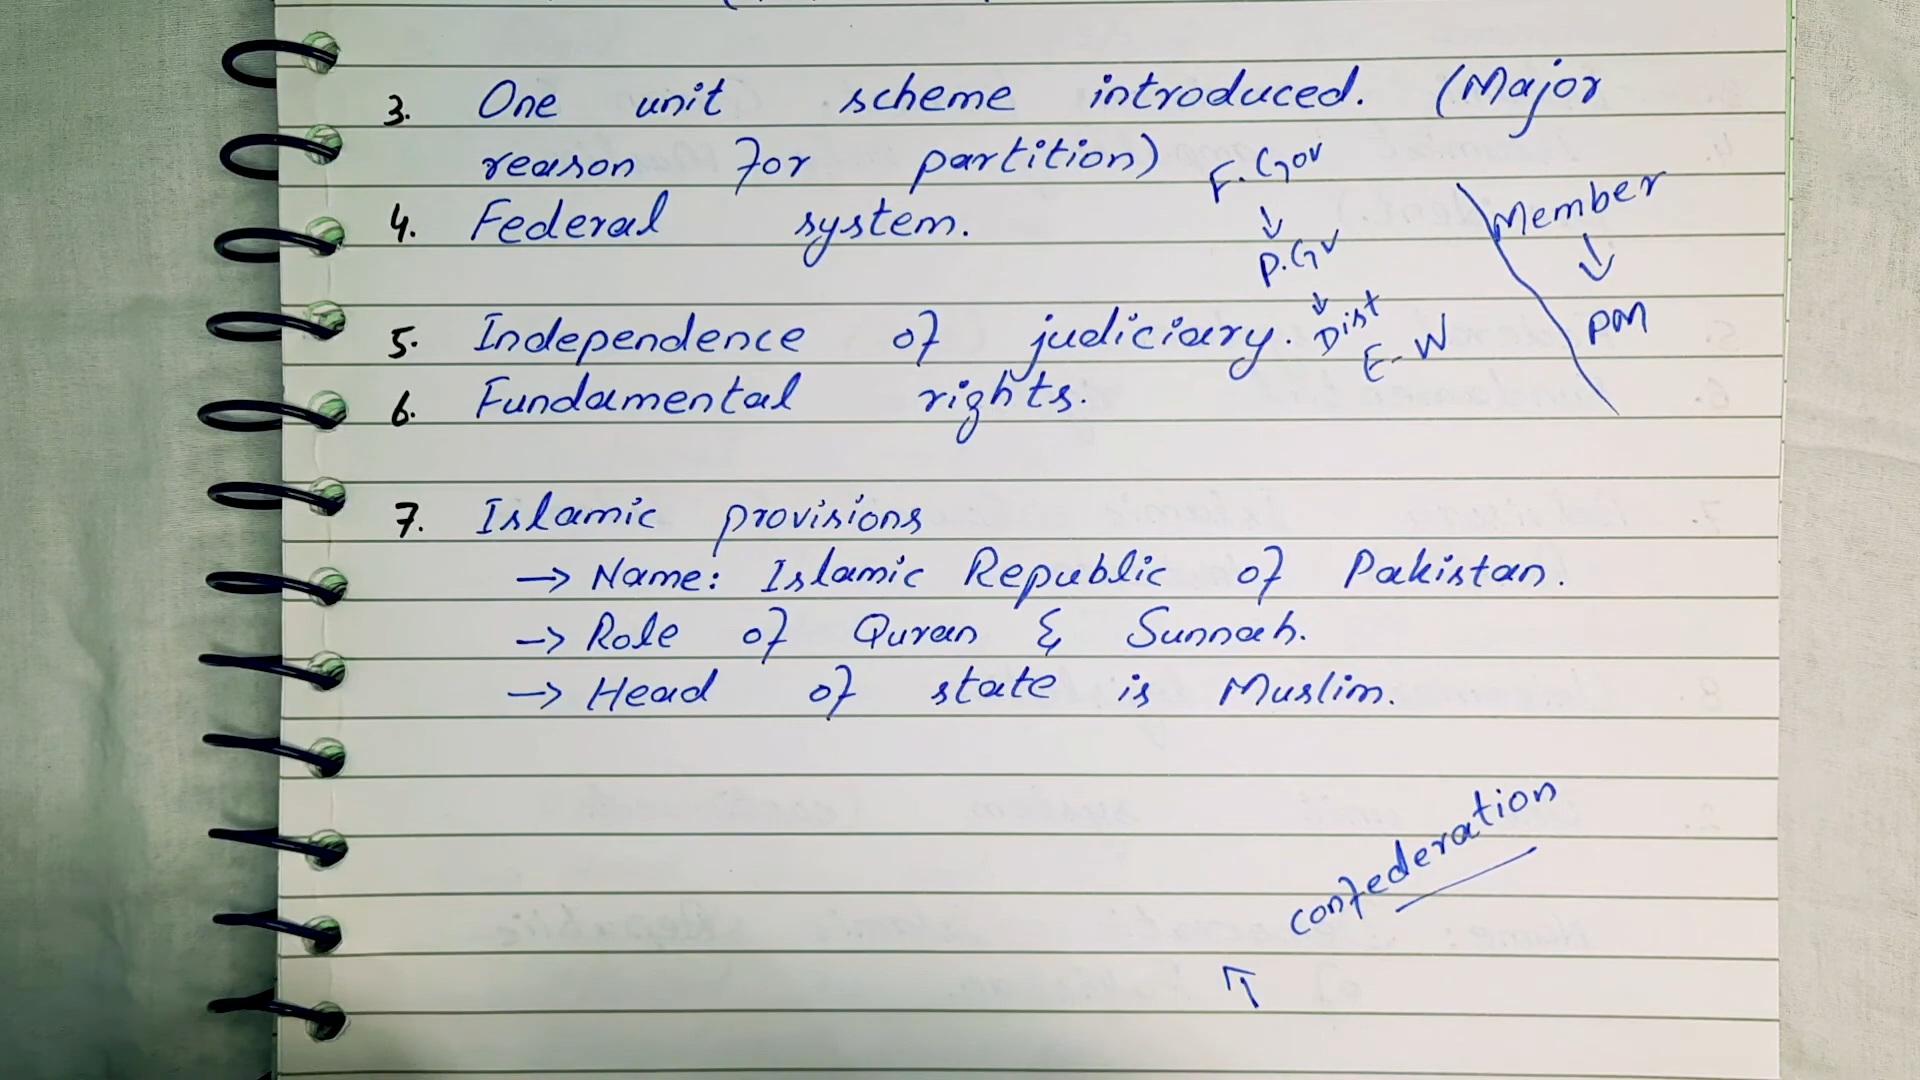 3. One unit scheme introduced. (Major
reason for partition)
4. Federal system.
F. Gov
↓
P. Gv
↓
Dist
E-W
Member
↓
PM
5. Independence of judiciary.
6. Fundamental rights.
7. Islamic provisions
→ Name: Islamic Republic of Pakistan.
→ Role of Quran & Sunnah.
→ Head of state is Muslim.
confederation
↑